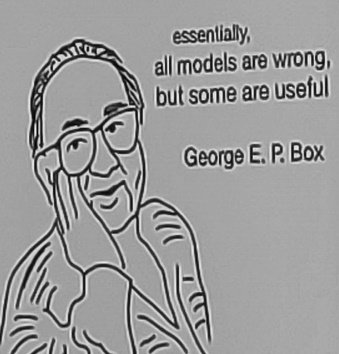 essentially,
all models are wrong,
but some are useful
George E. P. Box